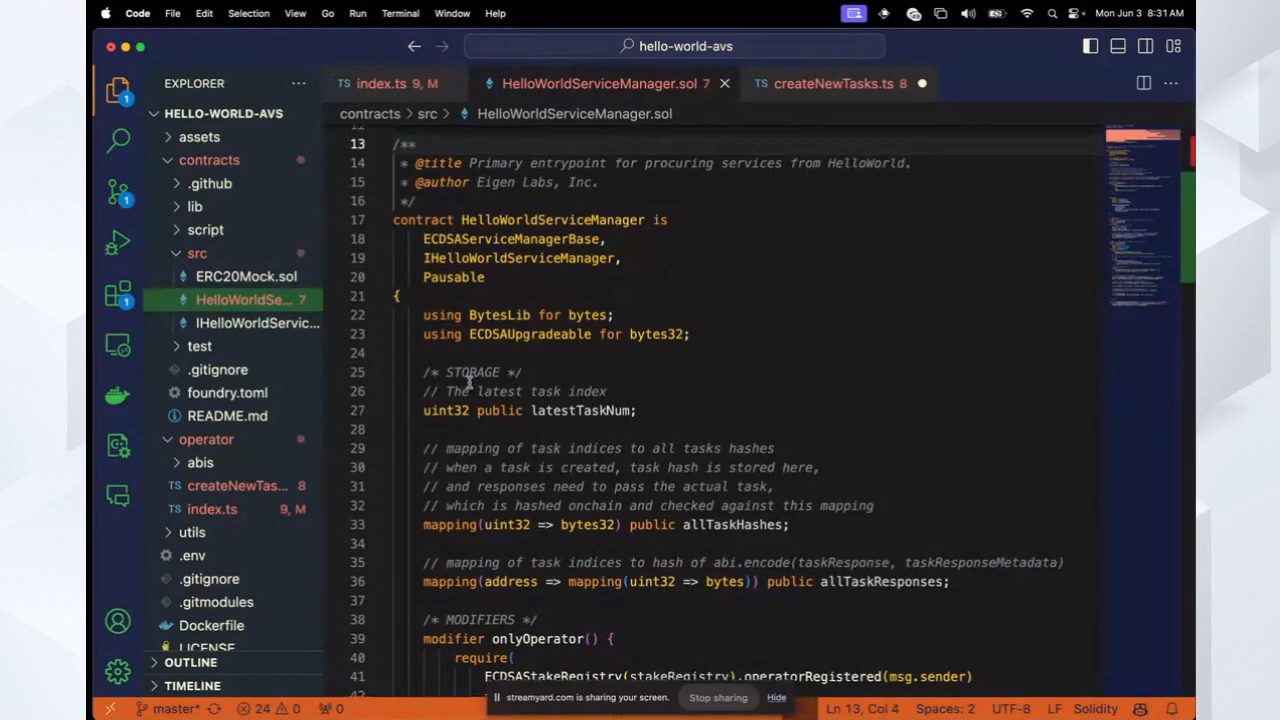 Code File Edit Selection View Go Run Terminal Window Help
Mon Jun 3 8:31 AM
hello-world-avs
EXPLORER
index.ts 9, M
HelloWorldServiceManager.sol 7
createNewTasks.ts 8
HELLO-WORLD-AVS
contracts > src > HelloWorldServiceManager.sol
assets
contracts
.github
lib
script
src
ERC20Mock.sol
HelloWorldSe... 7
IHelloWorldServic...
test
.gitignore
foundry.toml
README.md
operator
abis
createNewTas... 8
index.ts 9, M
utils
.env
.gitignore
.gitmodules
Dockerfile
LICENSE
OUTLINE
TIMELINE
13 /**
14 * @title Primary entrypoint for procuring services from HelloWorld.
15 * @author Eigen Labs, Inc.
16 */
17 contract HelloWorldServiceManager is
18 ECDSAServiceManagerBase,
19 IHelloWorldServiceManager,
20 Pausable
21 {
22 using BytesLib for bytes;
23 using ECDSAUpgradeable for bytes32;
24
25 /* STORAGE */
26 // The latest task index
27 uint32 public latestTaskNum;
28
29 // mapping of task indices to all tasks hashes
30 // when a task is created, task hash is stored here,
31 // and responses need to pass the actual task,
32 // which is hashed onchain and checked against this mapping
33 mapping(uint32 => bytes32) public allTaskHashes;
34
35 // mapping of task indices to hash of abi.encode(taskResponse, taskResponseMetadata)
36 mapping(address => mapping(uint32 => bytes)) public allTaskResponses;
37
38 /* MODIFIERS */
39 modifier onlyOperator() {
40 require(
41 ECDSAStakeRegistry(stakeRegistry).operatorRegistered(msg.sender)
streamyard.com is sharing your screen. Stop sharing Hide
master* 24 0 0
Ln 13, Col 4 Spaces: 2 UTF-8 LF Solidity